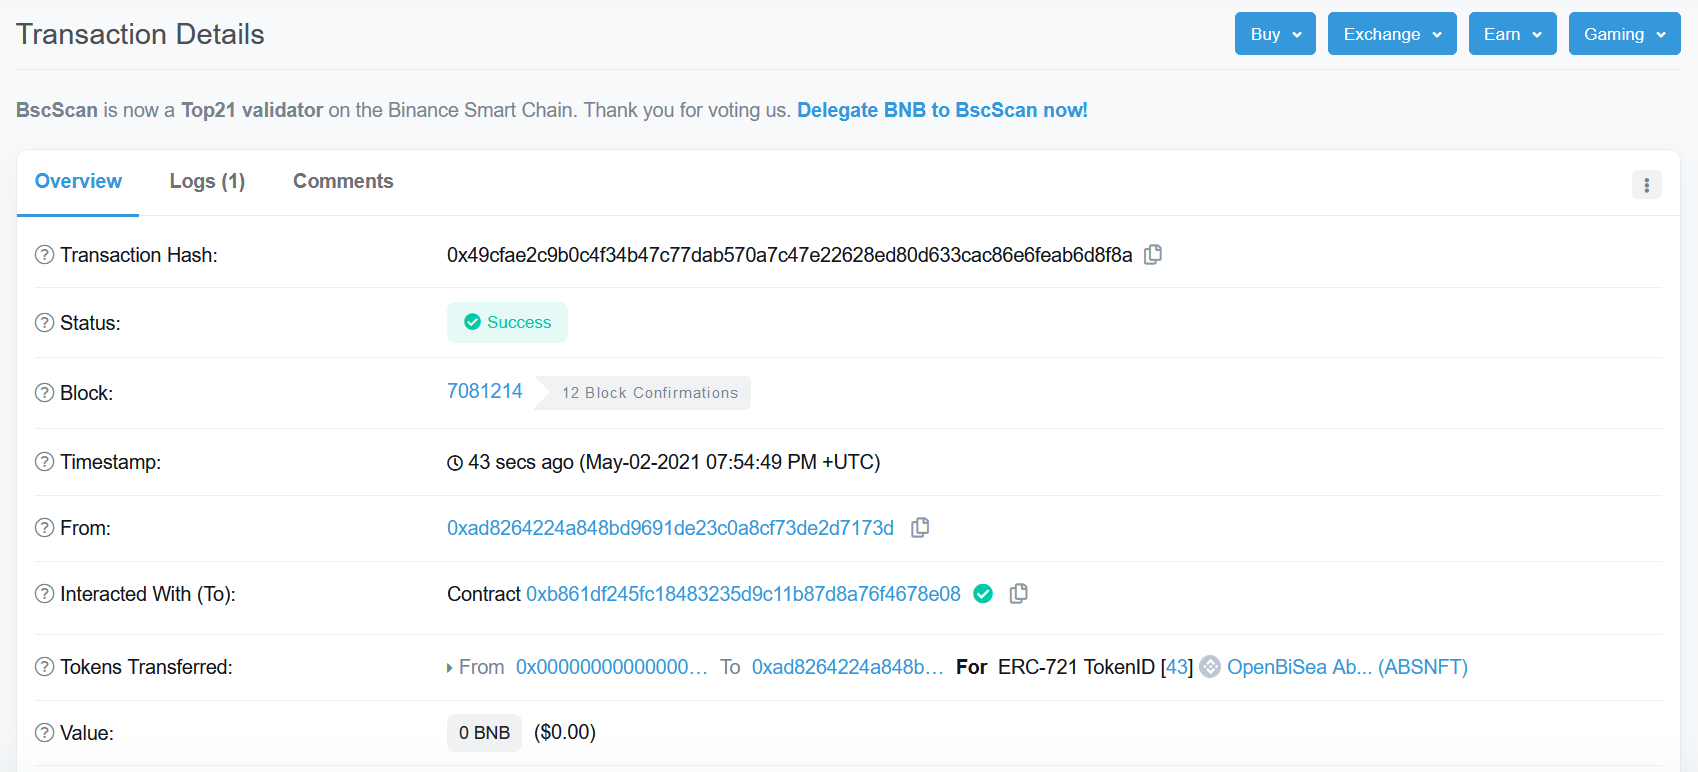 Transaction Details
Buy Exchange Earn Gaming
BscScan is now a Top21 validator on the Binance Smart Chain. Thank you for voting us. Delegate BNB to BscScan now!
Overview Logs (1) Comments
Transaction Hash: 0x49cfae2c9b0c4f34b47c77dab570a7c47e22628ed80d633cac86e6feab6d8f8a
Status: Success
Block: 7081214 12 Block Confirmations
Timestamp: 43 secs ago (May-02-2021 07:54:49 PM +UTC)
From: 0xad8264224a848bd9691de23c0a8cf73de2d7173d
Interacted With (To): Contract 0xb861df245fc18483235d9c11b87d8a76f4678e08
Tokens Transferred: From 0x00000000000000... To 0xad8264224a848b... For ERC-721 TokenID [43] OpenBiSea Ab... (ABSNFT)
Value: 0 BNB ($0.00)